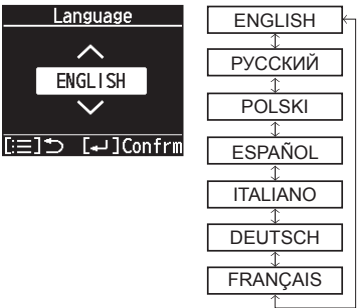 Language
ENGLISH
[ ] [ ]Confrm
ENGLISH
РУССКИЙ
POLSKI
ESPAÑOL
ITALIANO
DEUTSCH
FRANÇAIS